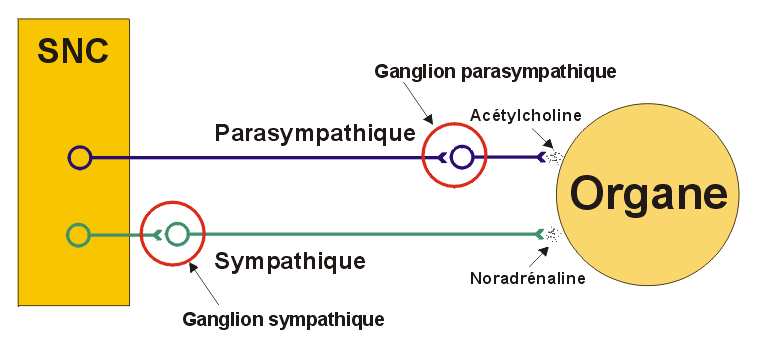 SNC
Ganglion parasympathique
Acétylcholine
Parasympathique
Organe
Sympathique
Noradrénaline
Ganglion sympathique